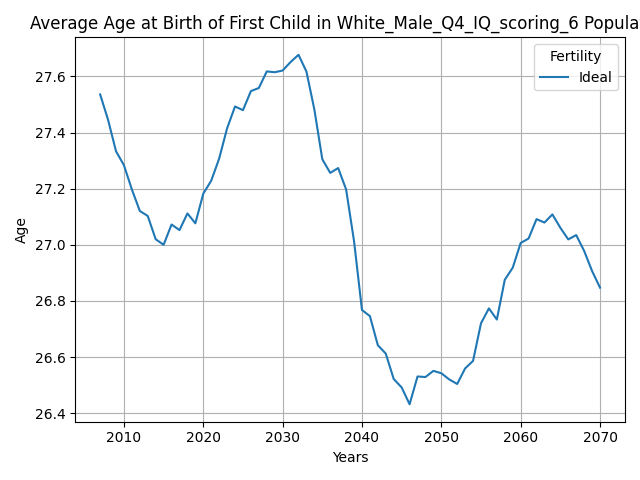 Average Age at Birth of First Child in White_Male_Q4_IQ_scoring_6 Popula
Fertility
Ideal
27.6
27.4
27.2
27.0
26.8
26.6
26.4
Age
2010 2020 2030 2040 2050 2060 2070
Years